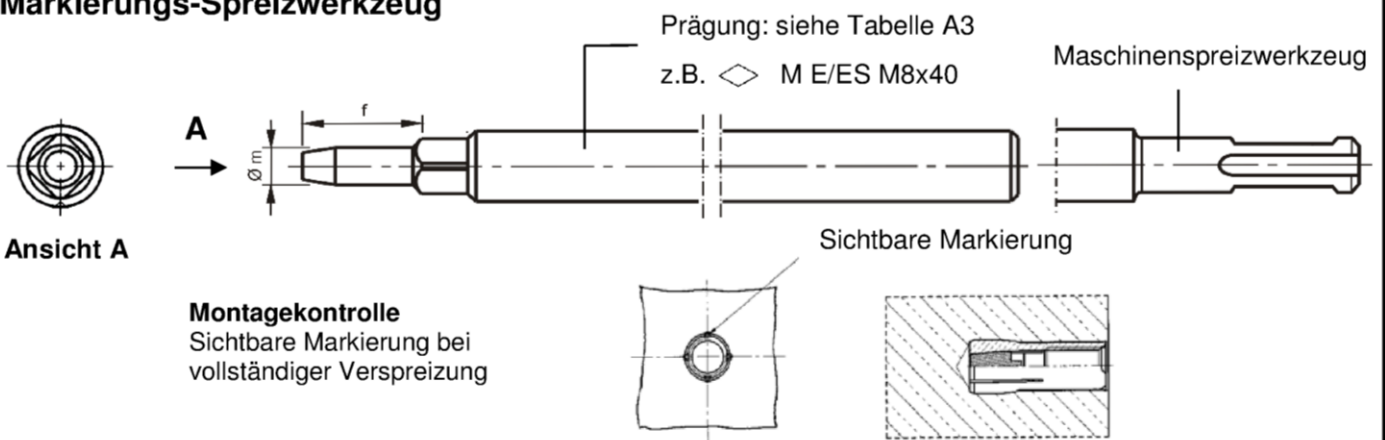 Markierungs-Spreizwerkzeug
Prägung: siehe Tabelle A3
z.B. M E/ES M8x40
Maschinenspreizwerkzeug
f
A
Ø m
Ansicht A
Sichtbare Markierung
Montagekontrolle
Sichtbare Markierung bei
vollständiger Verspreizung